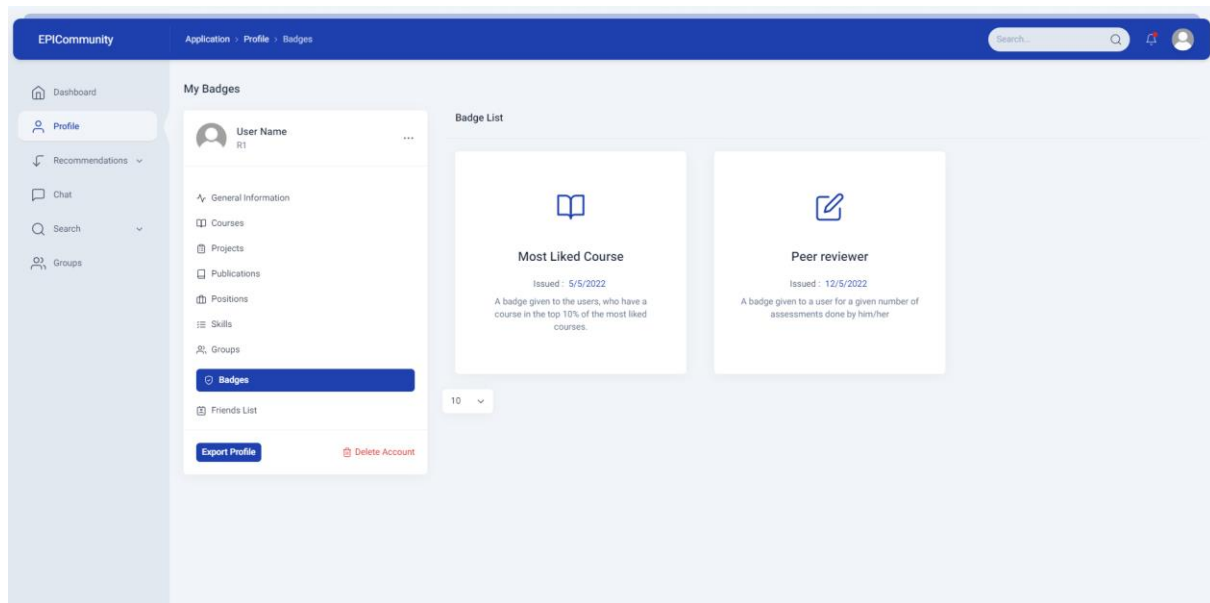 EPICommunity
Application > Profile > Badges
Search...
Dashboard
Profile
Recommendations
Chat
Search
Groups
My Badges
User Name
R1
...
General Information
Courses
Projects
Publications
Positions
Skills
Groups
Badges
Friends List
Export Profile
Delete Account
Badge List
Most Liked Course
Issued : 5/5/2022
A badge given to the users, who have a
course in the top 10% of the most liked
courses.
Peer reviewer
Issued : 12/5/2022
A badge given to a user for a given number of
assessments done by him/her
10